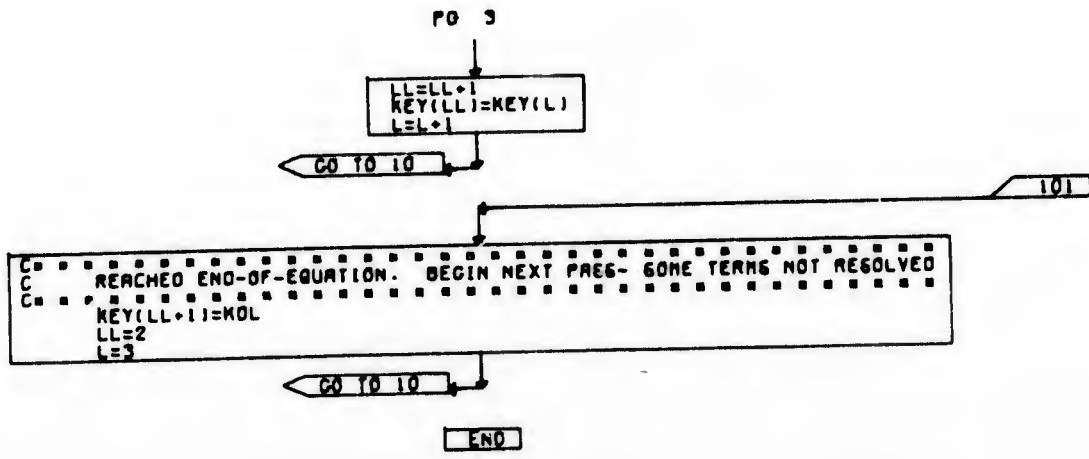 PG 3
LL=LL+1
KEY(LL)=KEY(L)
L=L+1
GO TO 10
101
C* * * * * * * * * * * * * * * * * * * * * * * * * * * * * *
C REACHED END-OF-EQUATION. BEGIN NEXT PASS- SOME TERMS NOT RESOLVED
C* * * * * * * * * * * * * * * * * * * * * * * * * * * * * *
KEY(LL+1)=KOL
LL=2
L=3
GO TO 10
END